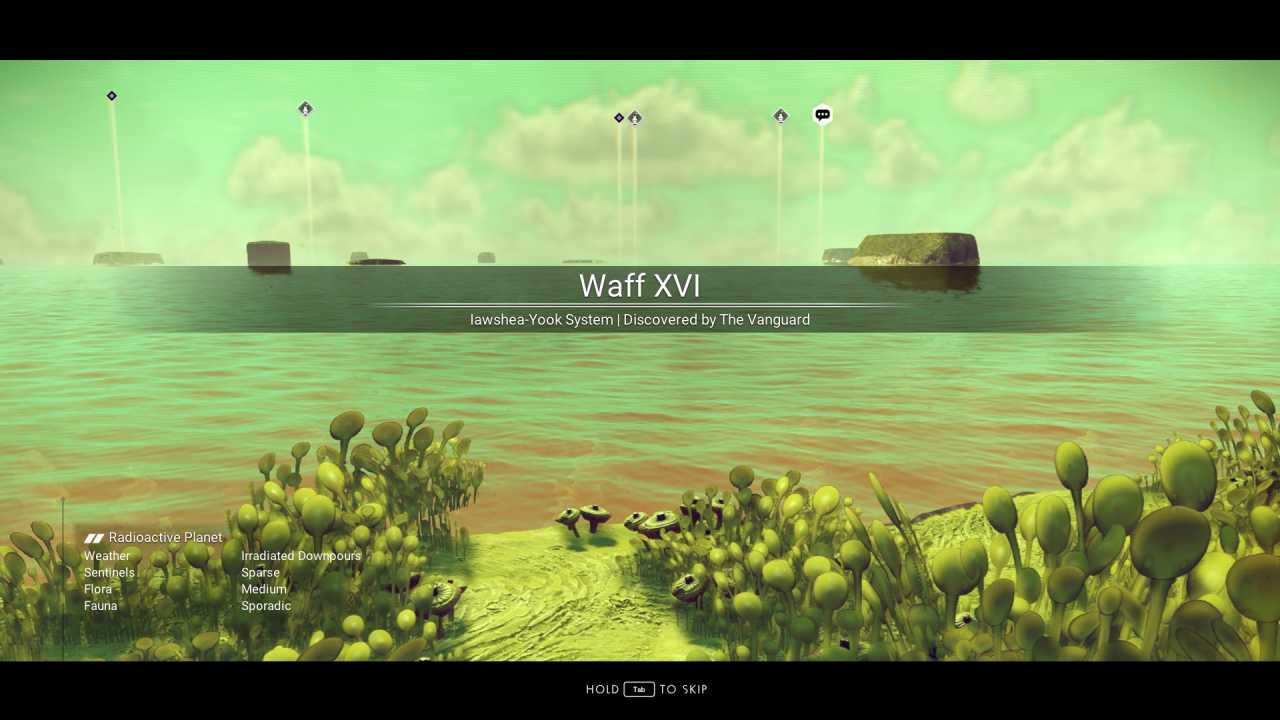 Waff XVI
Iawshea-Yook System | Discovered by The Vanguard
Radioactive Planet
Weather Irradiated Downpours
Sentinels Sparse
Flora Medium
Fauna Sporadic
HOLD Tab TO SKIP